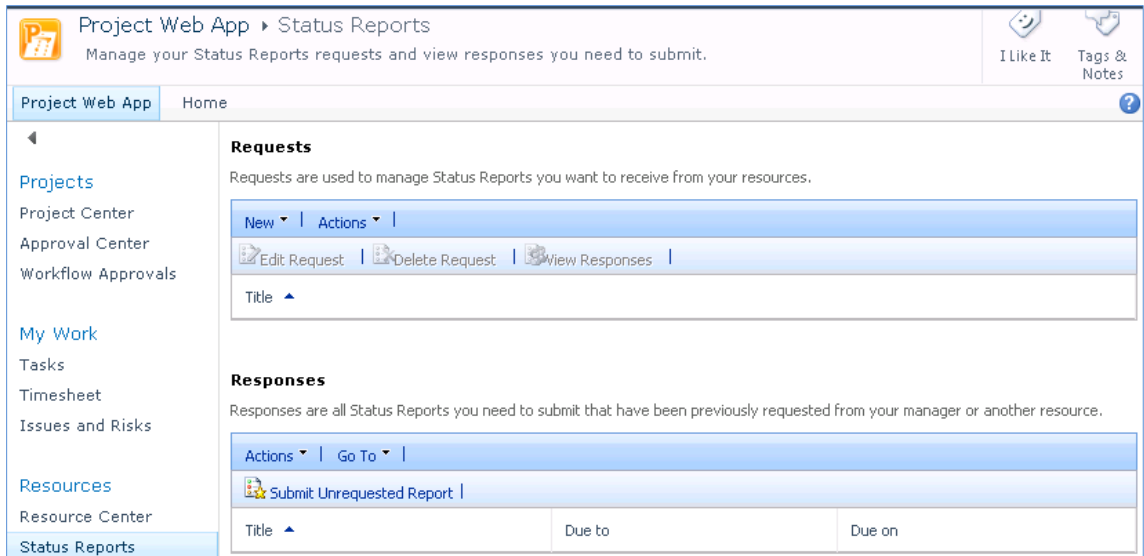 Project Web App ▸ Status Reports
Manage your Status Reports requests and view responses you need to submit.
I Like It
Tags &
Notes
Project Web App Home
Projects
Project Center
Approval Center
Workflow Approvals
My Work
Tasks
Timesheet
Issues and Risks
Resources
Resource Center
Status Reports
Requests
Requests are used to manage Status Reports you want to receive from your resources.
New | Actions |
Edit Request | Delete Request | View Responses |
Title
Responses
Responses are all Status Reports you need to submit that have been previously requested from your manager or another resource.
Actions | Go To |
Submit Unrequested Report |
Title Due to Due on